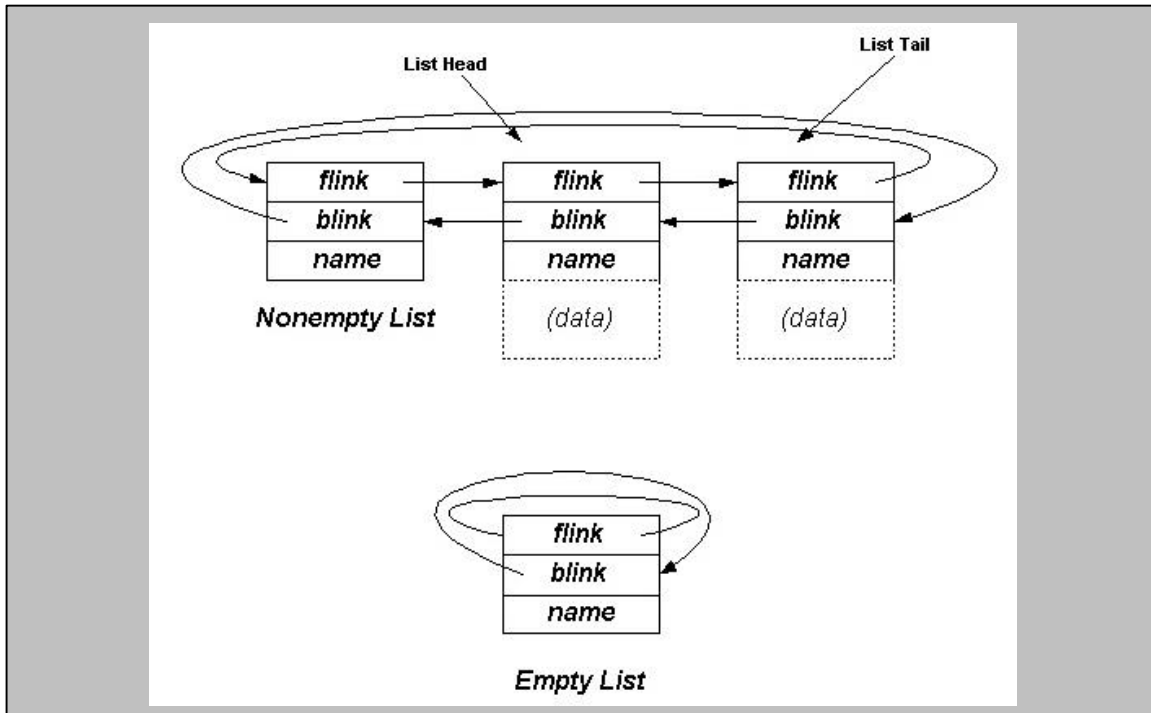 List Head
List Tail
flink flink flink
blink blink blink
name name name
Nonempty List (data) (data)
flink
blink
name
Empty List